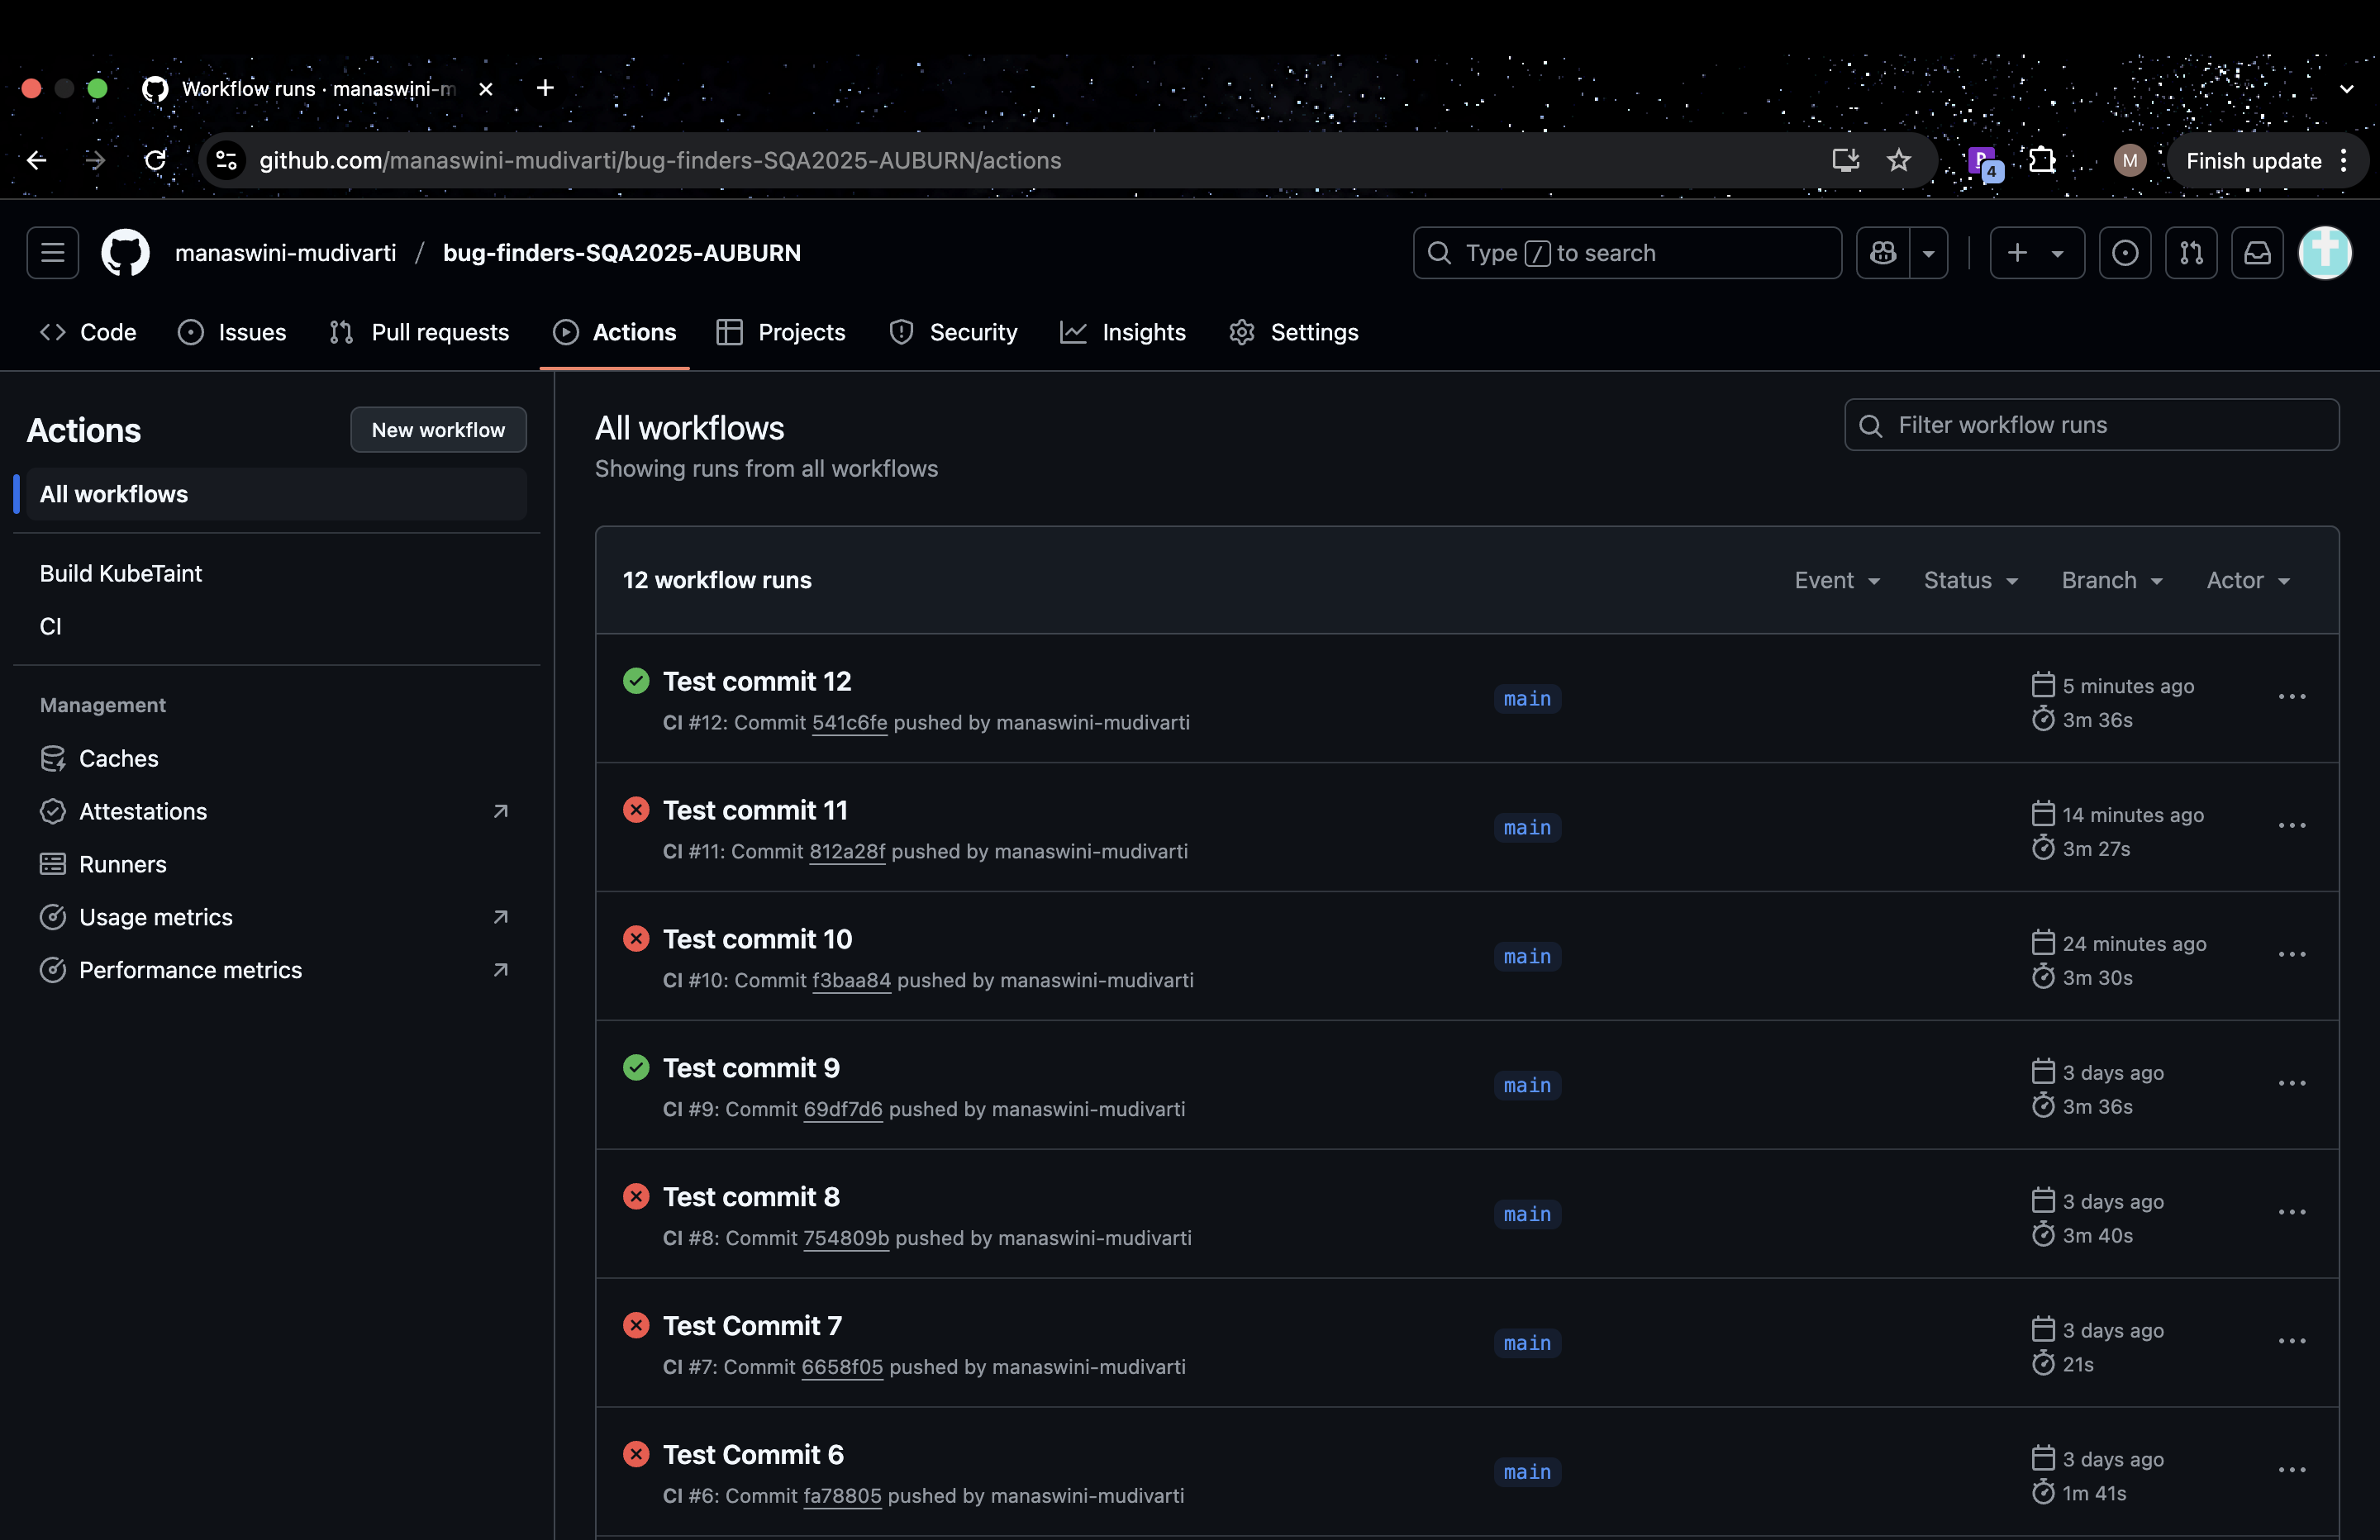 Workflow runs · manaswini-m
github.com/manaswini-mudivarti/bug-finders-SQA2025-AUBURN/actions
4
M
Finish update
manaswini-mudivarti / bug-finders-SQA2025-AUBURN
Type / to search
Code
Issues
Pull requests
Actions
Projects
Security
Insights
Settings
Actions
New workflow
All workflows
Build KubeTaint
CI
Management
Caches
Attestations
Runners
Usage metrics
Performance metrics
All workflows
Showing runs from all workflows
Filter workflow runs
12 workflow runs
Event
Status
Branch
Actor
Test commit 12
CI #12: Commit 541c6fe pushed by manaswini-mudivarti
main
5 minutes ago
3m 36s
Test commit 11
CI #11: Commit 812a28f pushed by manaswini-mudivarti
main
14 minutes ago
3m 27s
Test commit 10
CI #10: Commit f3baa84 pushed by manaswini-mudivarti
main
24 minutes ago
3m 30s
Test commit 9
CI #9: Commit 69df7d6 pushed by manaswini-mudivarti
main
3 days ago
3m 36s
Test commit 8
CI #8: Commit 754809b pushed by manaswini-mudivarti
main
3 days ago
3m 40s
Test Commit 7
CI #7: Commit 6658f05 pushed by manaswini-mudivarti
main
3 days ago
21s
Test Commit 6
CI #6: Commit fa78805 pushed by manaswini-mudivarti
main
3 days ago
1m 41s